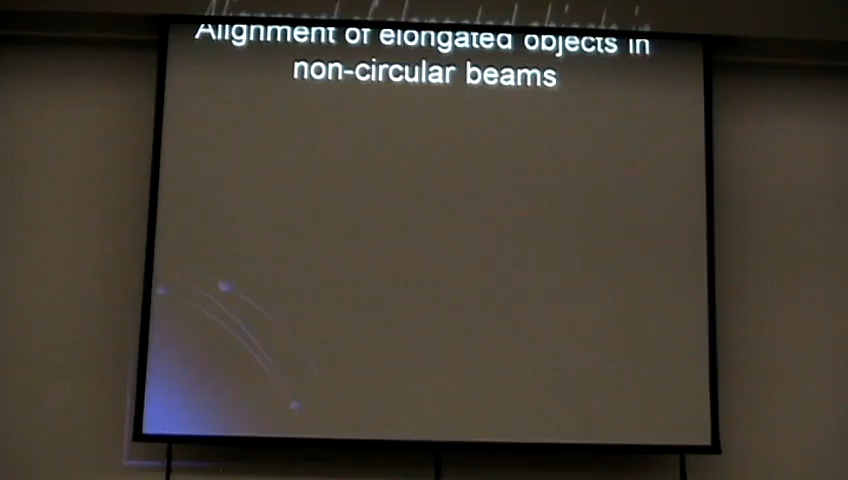 Alignment of elongated objects in
non-circular beams